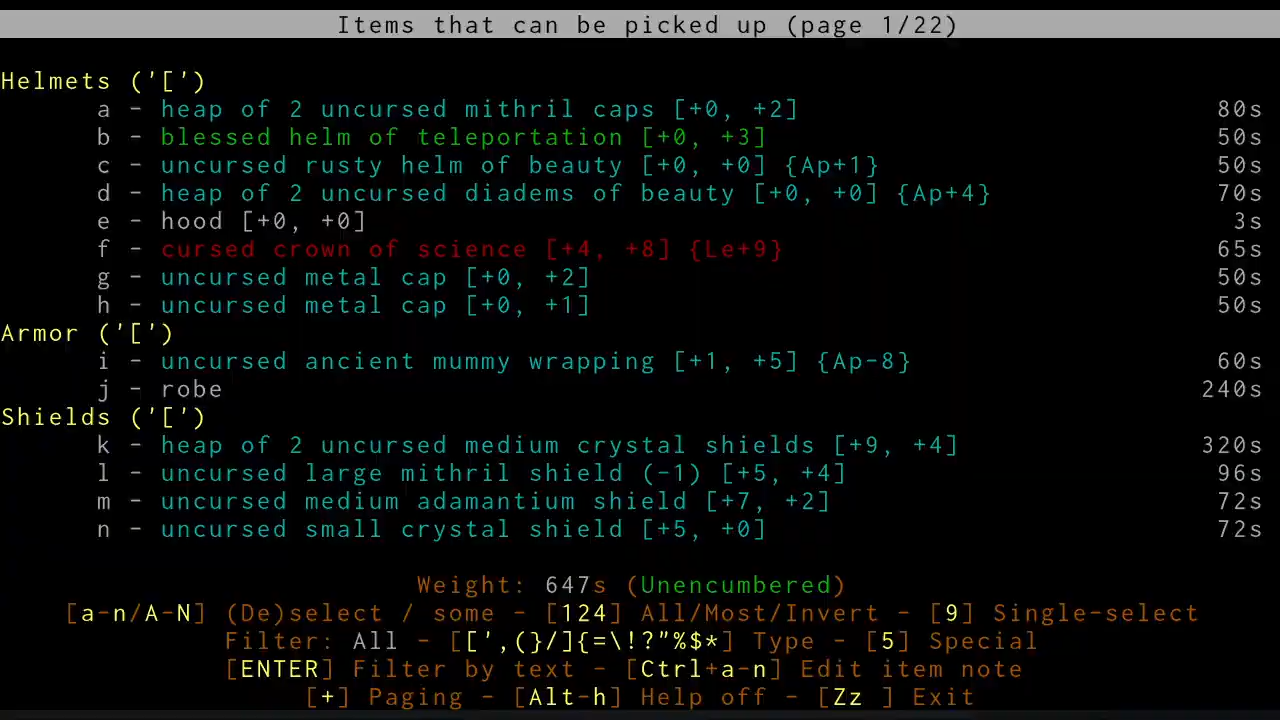 Items that can be picked up (page 1/22)
Helmets ('[')
a - heap of 2 uncursed mithril caps [+0, +2] 80s
b - blessed helm of teleportation [+0, +3] 50s
c - uncursed rusty helm of beauty [+0, +0] {Ap+1} 50s
d - heap of 2 uncursed diadems of beauty [+0, +0] {Ap+4} 70s
e - hood [+0, +0] 3s
f - cursed crown of science [+4, +8] {Le+9} 65s
g - uncursed metal cap [+0, +2] 50s
h - uncursed metal cap [+0, +1] 50s
Armor ('[')
i - uncursed ancient mummy wrapping [+1, +5] {Ap-8} 60s
j - robe 240s
Shields ('[')
k - heap of 2 uncursed medium crystal shields [+9, +4] 320s
l - uncursed large mithril shield (-1) [+5, +4] 96s
m - uncursed medium adamantium shield [+7, +2] 72s
n - uncursed small crystal shield [+5, +0] 72s
Weight: 647s (Unencumbered)
[a-n/A-N] (De)select / some - [124] All/Most/Invert - [9] Single-select
Filter: All - [[',(}/]{=\!?"%$*] Type - [5] Special
[ENTER] Filter by text - [Ctrl+a-n] Edit item note
[+] Paging - [Alt-h] Help off - [Zz ] Exit